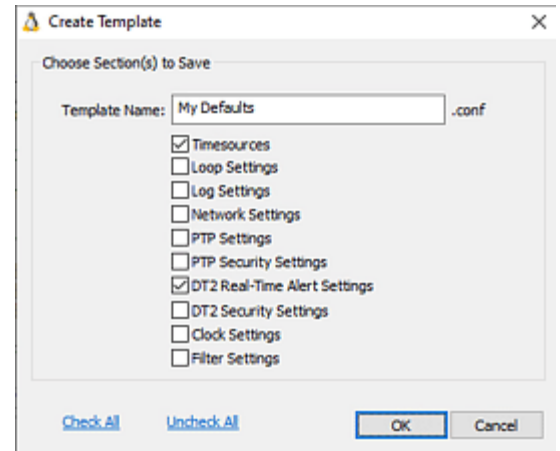 Create Template
Choose Section(s) to Save
Template Name: My Defaults .conf
Timesources
Loop Settings
Log Settings
Network Settings
PTP Settings
PTP Security Settings
DT2 Real-Time Alert Settings
DT2 Security Settings
Clock Settings
Filter Settings
Check All Uncheck All OK Cancel